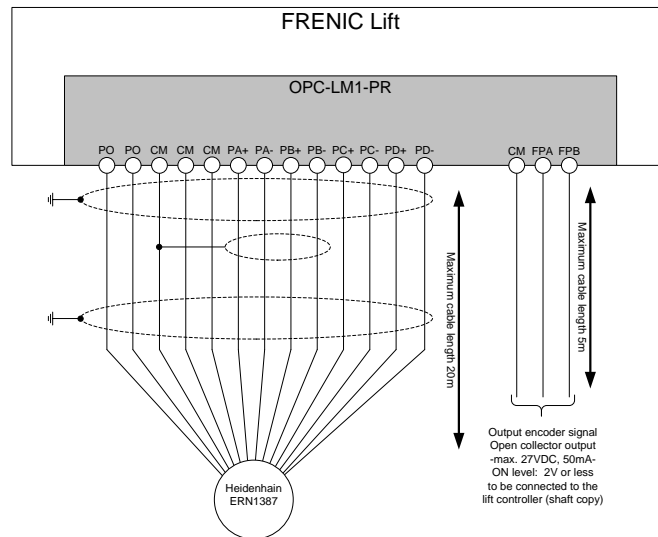 FRENIC Lift
OPC-LM1-PR
PO PO CM CM CM PA+ PA- PB+ PB- PC+ PC- PD+ PD- CM FPA FPB
Maximum cable length 20m
Maximum cable length 5m
Output encoder signal
Open collector output
-max. 27VDC, 50mA-
ON level: 2V or less
to be connected to the
lift controller (shaft copy)
Heidenhain
ERN1387